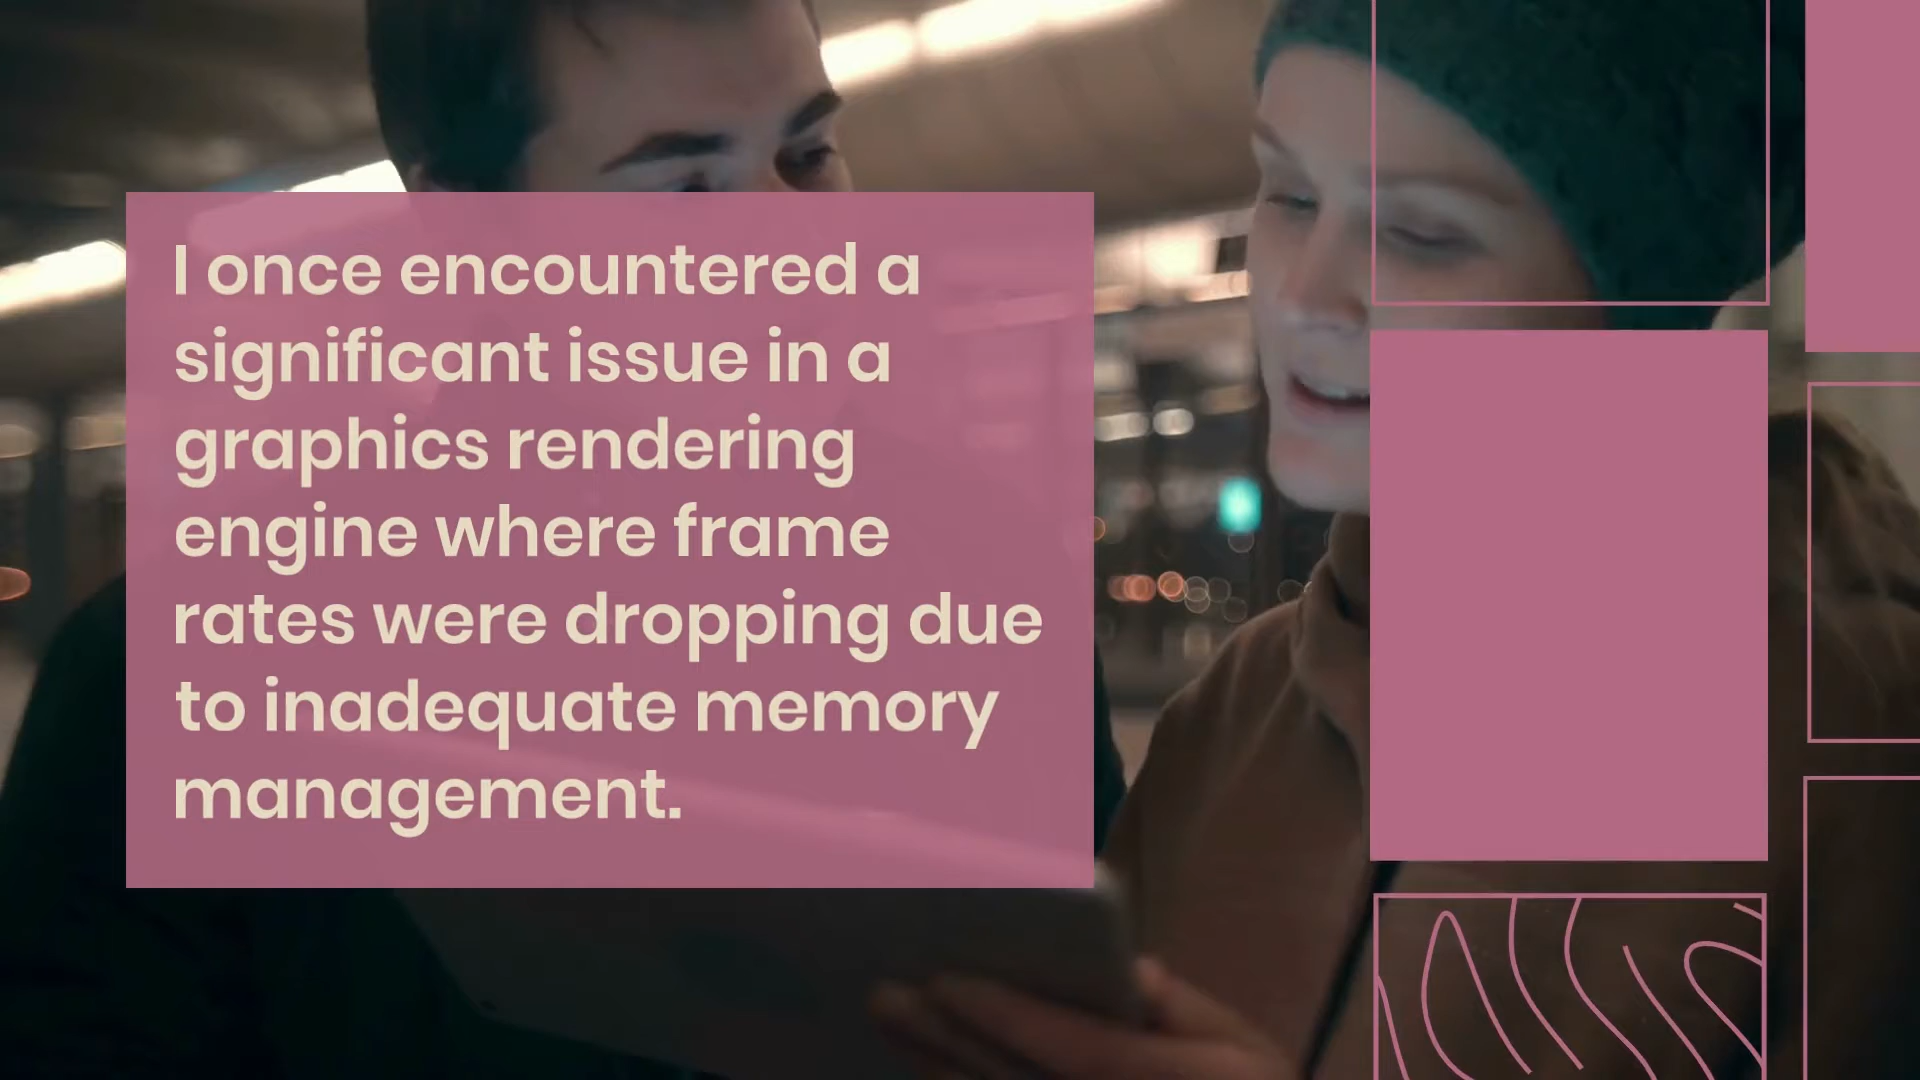 I once encountered a
significant issue in a
graphics rendering
engine where frame
rates were dropping due
to inadequate memory
management.